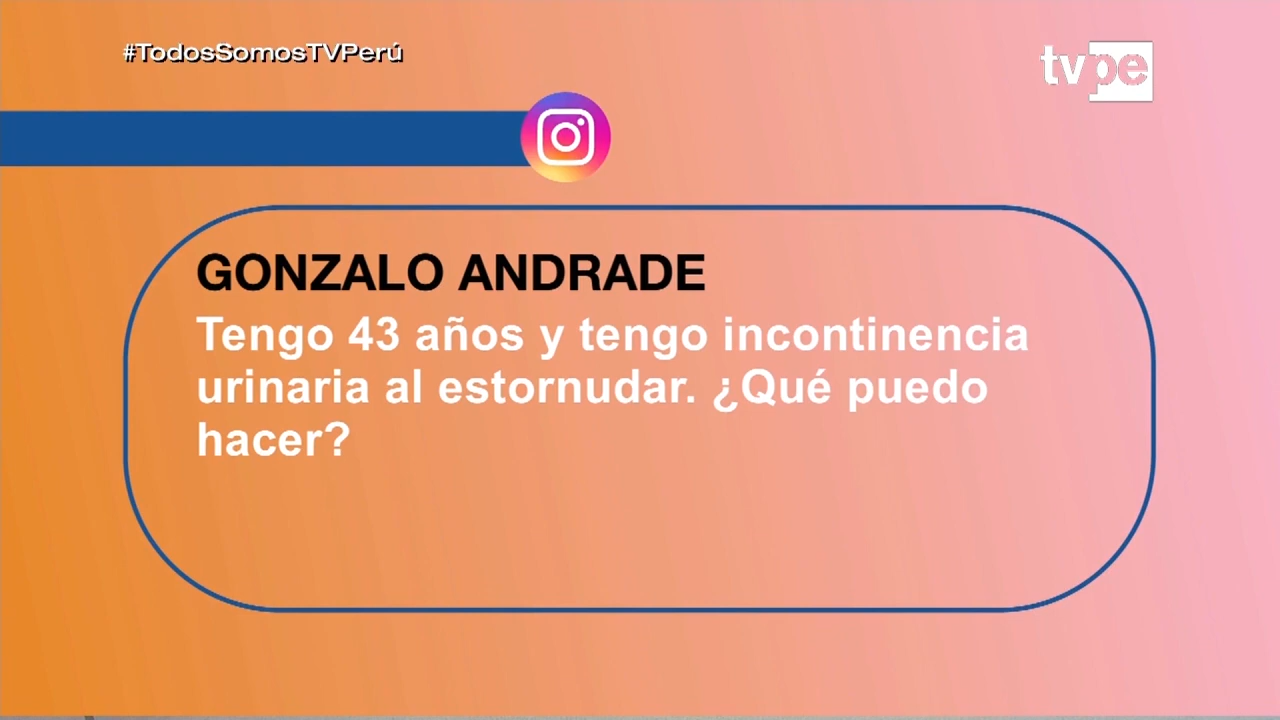 #TodosSomosTVPerú
tvpe
GONZALO ANDRADE
Tengo 43 años y tengo incontinencia
urinaria al estornudar. ¿Qué puedo
hacer?